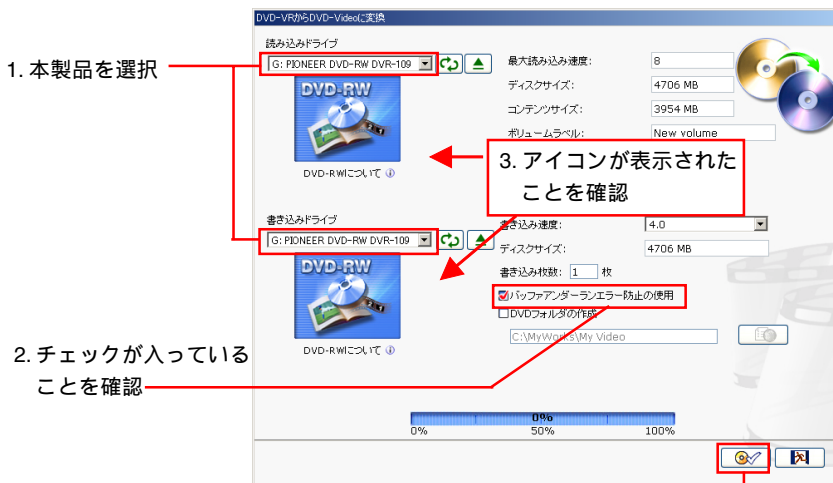 DVD-VRからDVD-Videoに変換
読み込みドライブ
1. 本製品を選択
G: PIONEER DVD-RW DVR-109
最大読み込み速度:
8
DVD-RW
ディスクサイズ:
4706 MB
コンテンツサイズ:
3954 MB
ボリュームラベル:
New volume
DVD-RWについて
3. アイコンが表示された
ことを確認
書き込みドライブ
G: PIONEER DVD-RW DVR-109
書き込み速度:
4.0
DVD-RW
ディスクサイズ:
4706 MB
書き込み枚数: 1 枚
バッファアンダーランエラー防止の使用
DVDフォルダの作成
C:\MyWorks\My Video
DVD-RWについて
2. チェックが入っている
ことを確認
0%
0% 50% 100%